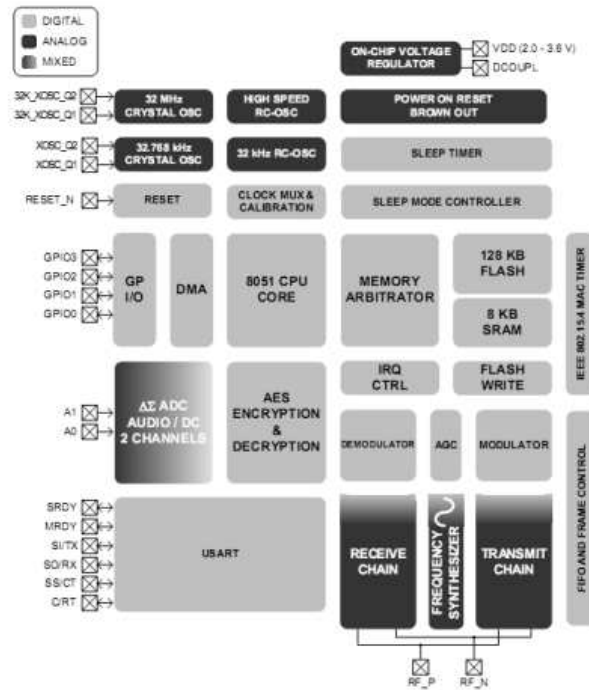 DIGITAL
ANALOG
MIXED
ON-CHIP VOLTAGE
REGULATOR
VDD (2.0 - 3.6 V)
DCOUPL
32K_XOSC_Q2
32K_XOSC_Q1
32 MHz
CRYSTAL OSC
HIGH SPEED
RC-OSC
POWER ON RESET
BROWN OUT
XOSC_Q2
XOSC_Q1
32.768 kHz
CRYSTAL OSC
32 kHz RC-OSC
SLEEP TIMER
RESET_N
RESET
CLOCK MUX &
CALIBRATION
SLEEP MODE CONTROLLER
GPIO3
GPIO2
GPIO1
GPIO0
GP
I/O
DMA
8051 CPU
CORE
MEMORY
ARBITRATOR
128 KB
FLASH
8 KB
SRAM
IEEE 802.15.4 MAC TIMER
IRQ
CTRL
FLASH
WRITE
A1
A0
ΔΣ ADC
AUDIO / DC
2 CHANNELS
AES
ENCRYPTION
&
DECRYPTION
DEMODULATOR
AGC
MODULATOR
FIFO AND FRAME CONTROL
SRDY
MRDY
SI/TX
SO/RX
SS/CT
C/RT
USART
RECEIVE
CHAIN
FREQUENCY
SYNTHESIZER
TRANSMIT
CHAIN
RF_P
RF_N